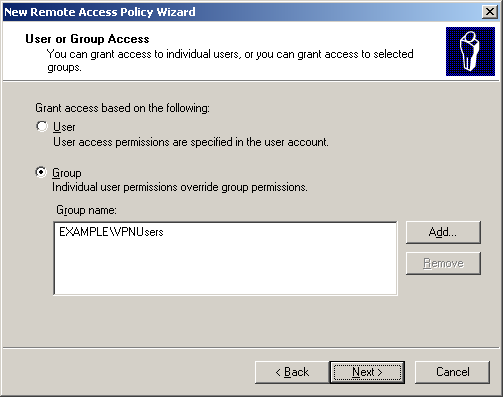 New Remote Access Policy Wizard
User or Group Access
You can grant access to individual users, or you can grant access to selected
groups.
Grant access based on the following:
User
User access permissions are specified in the user account.
Group
Individual user permissions override group permissions.
Group name:
EXAMPLE\VPNUsers
Add...
Remove
< Back
Next >
Cancel